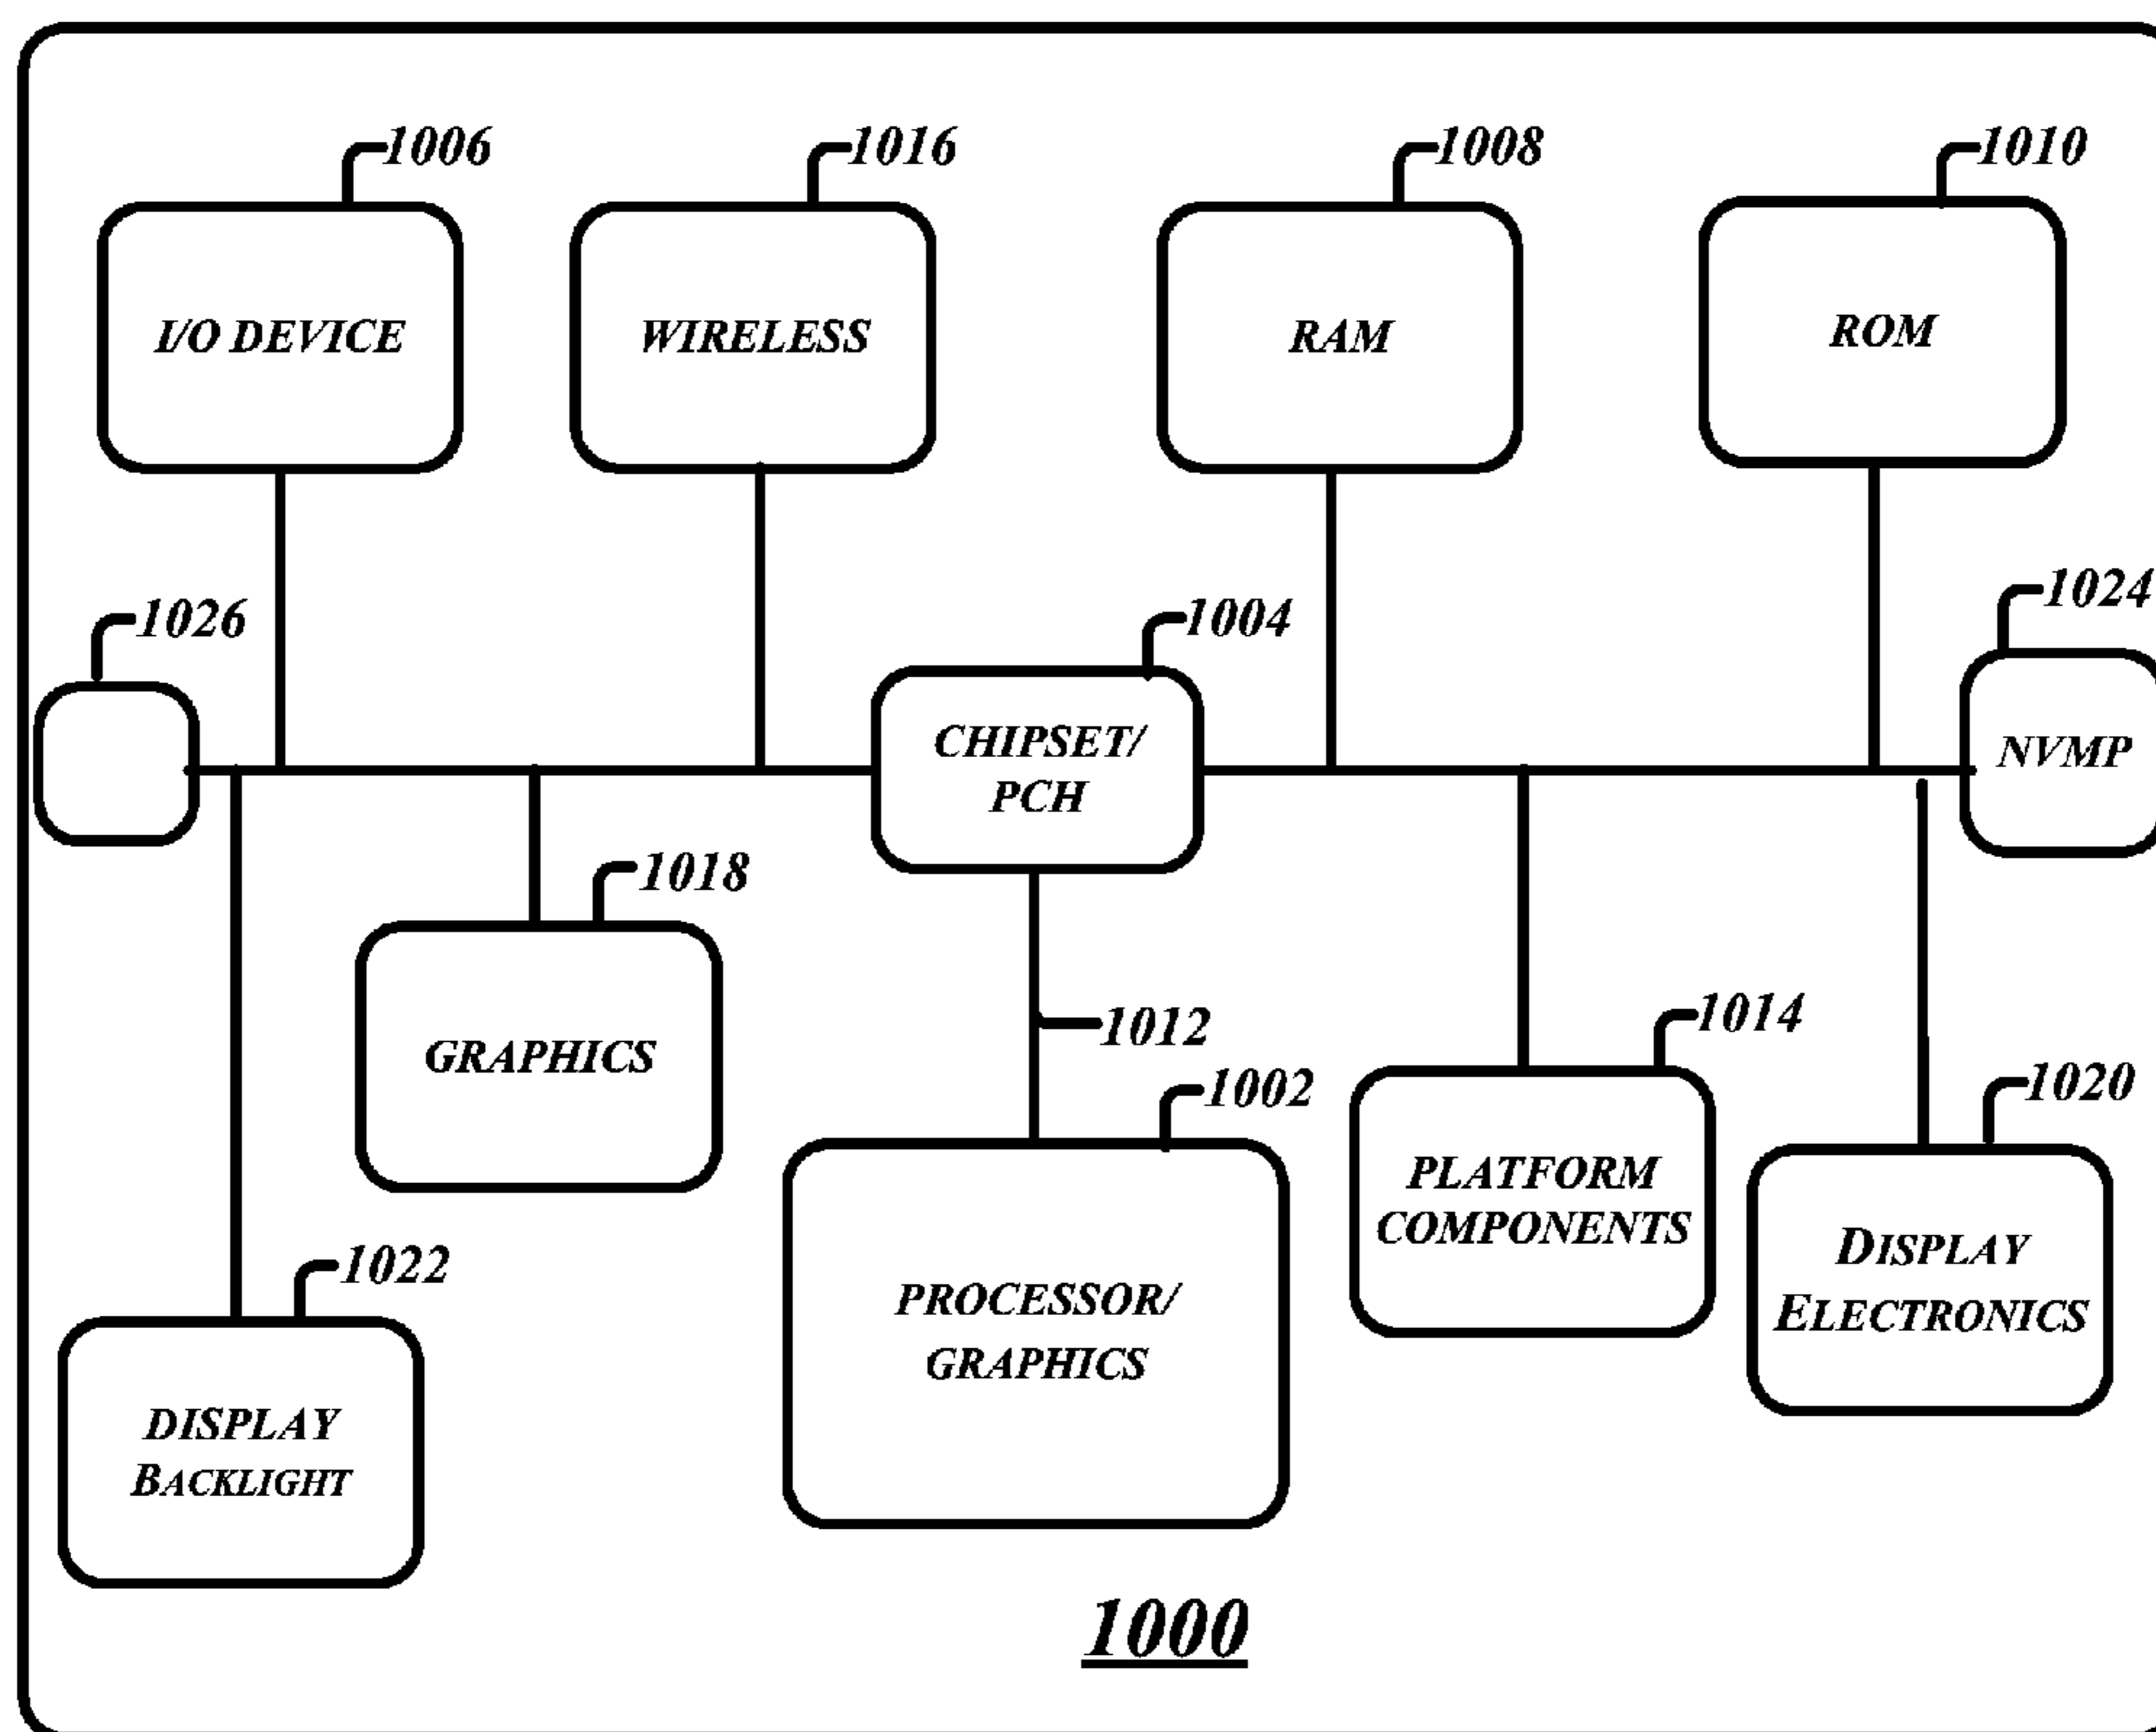 1006
1016
1008
1010
I/O DEVICE
WIRELESS
RAM
ROM
1026
1004
1024
CHIPSET/
PCH
NVMP
1018
GRAPHICS
1012
1014
1002
1020
PLATFORM
COMPONENTS
DISPLAY
ELECTRONICS
1022
PROCESSOR/
GRAPHICS
DISPLAY
BACKLIGHT
1000